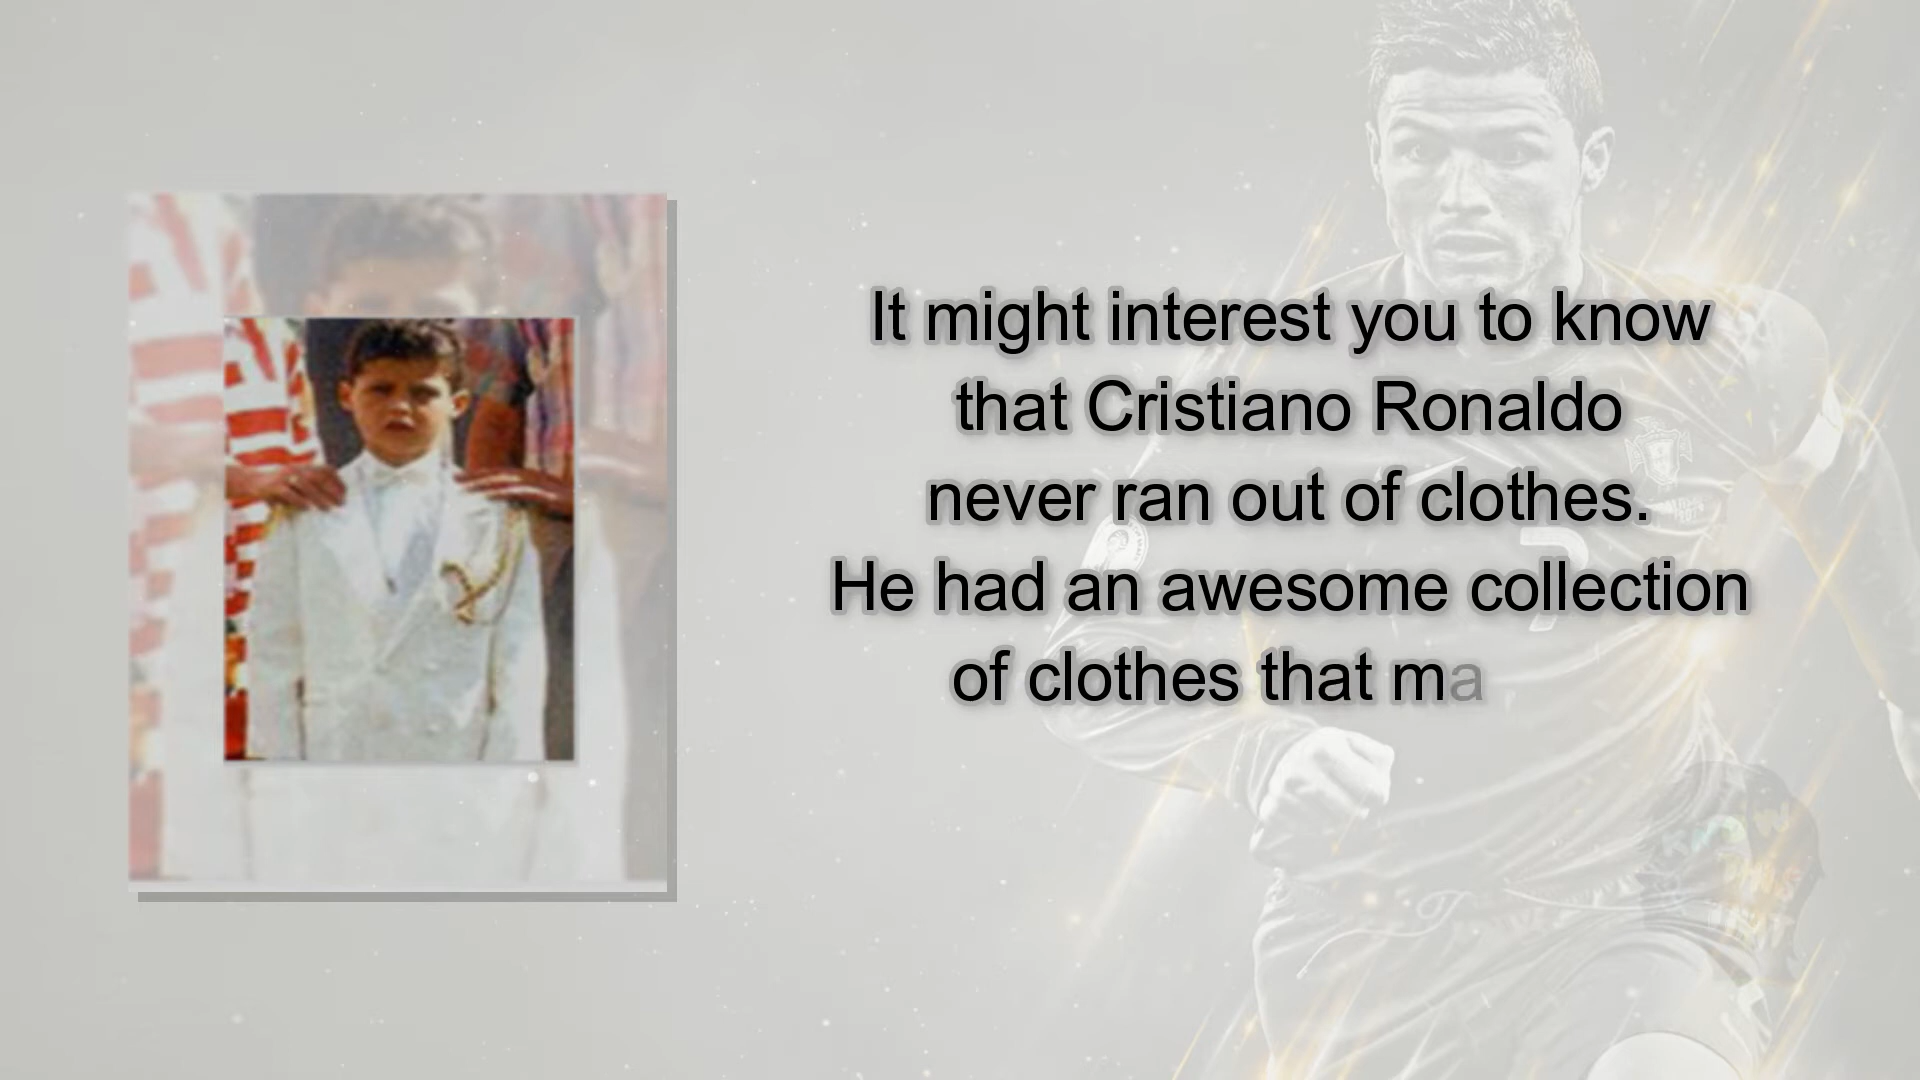 It might interest you to know
that Cristiano Ronaldo
never ran out of clothes.
He had an awesome collection
of clothes that ma
7